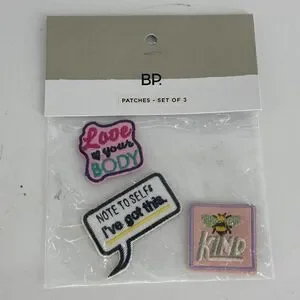 BP.
PATCHES - SET OF 3
Love
your
BODY
NOTE TO SELF:
I've got this.
KIND